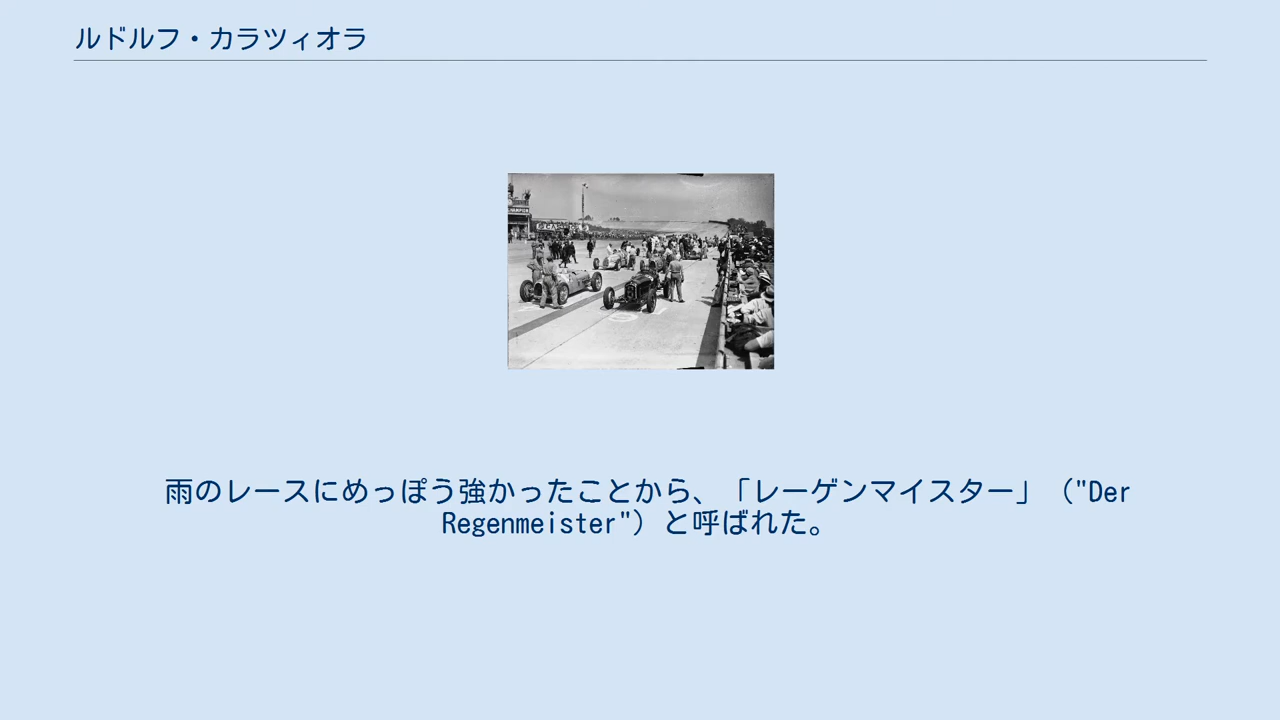 ルドルフ・カラツィオラ
雨のレースにめっぽう強かったことから、「レーゲンマイスター」（"Der
Regenmeister"）と呼ばれた。